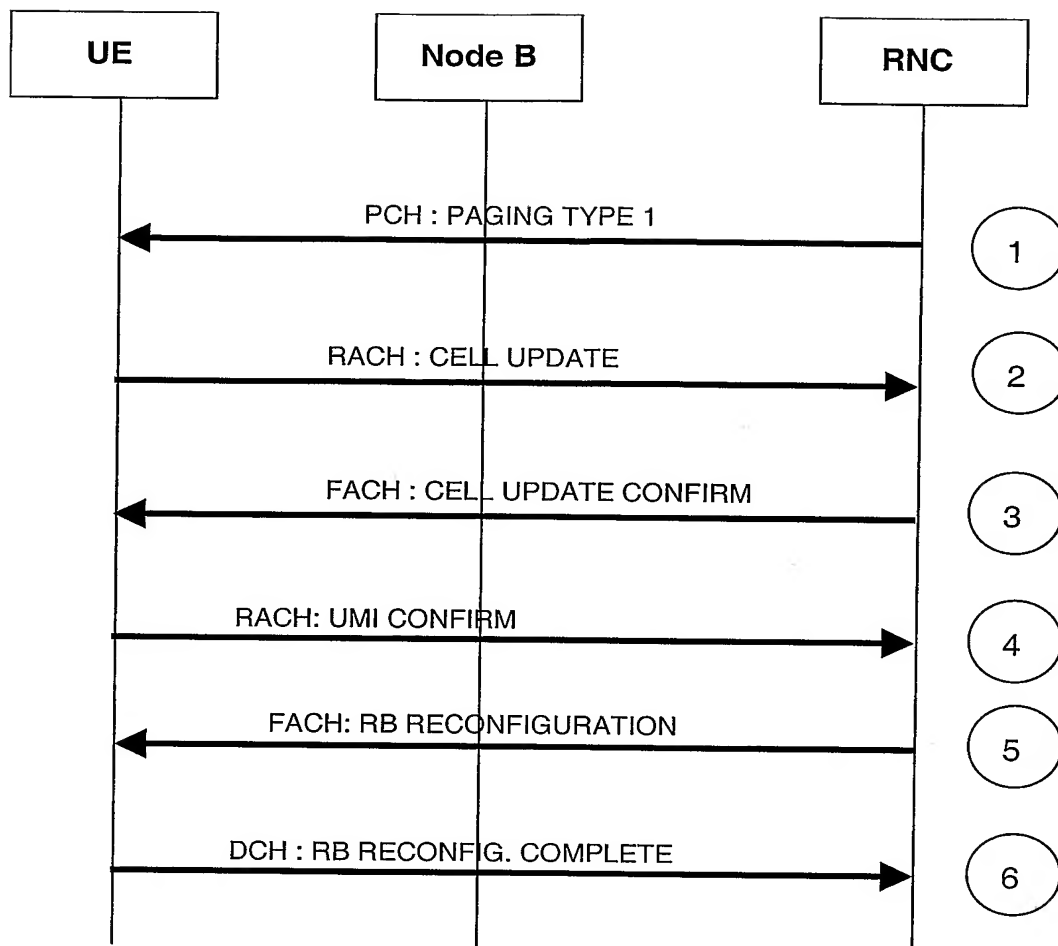 UE
Node B
RNC
PCH : PAGING TYPE 1
1
RACH : CELL UPDATE
2
FACH : CELL UPDATE CONFIRM
3
RACH: UMI CONFIRM
4
FACH: RB RECONFIGURATION
5
DCH : RB RECONFIG. COMPLETE
6